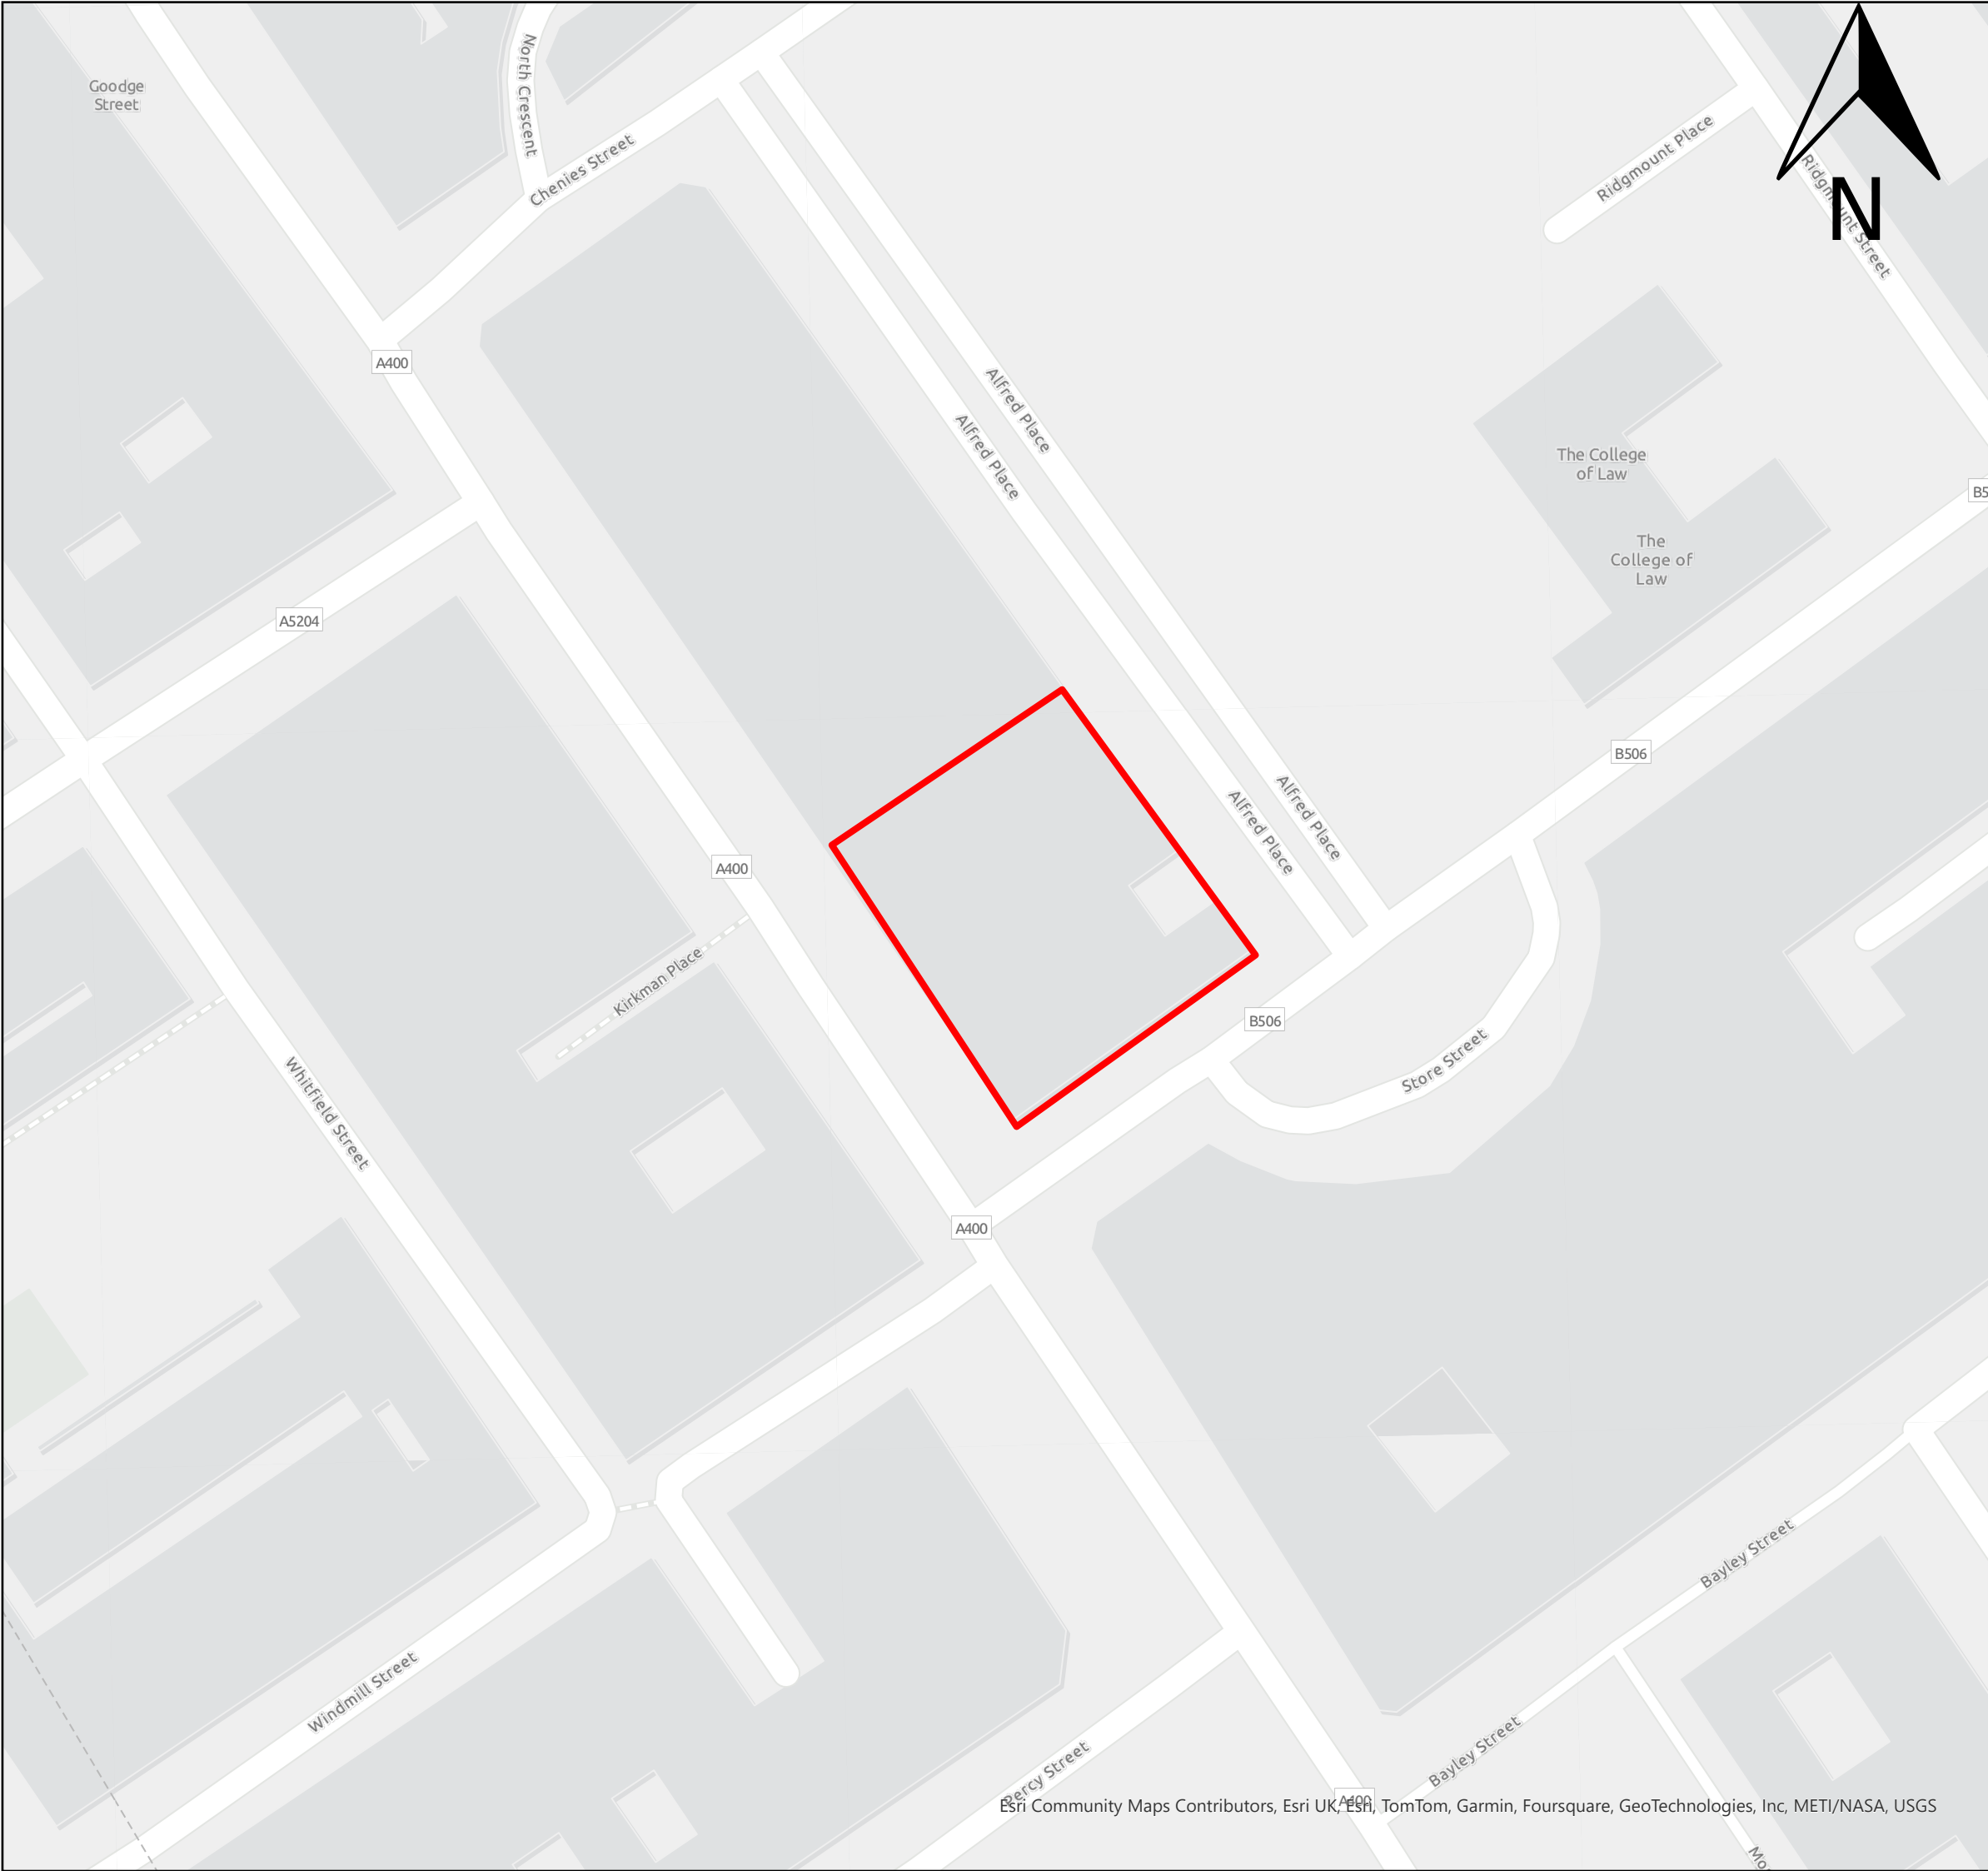 North Crescent
Goodge
Street
Chenies Street
Ridgmount Place
Ridgmount Street
N
A400
Alfred Place
Alfred Place
The College
of Law
The
College of
Law
A5204
B506
Alfred Place
Alfred Place
A400
Kirkman Place
B506
Store Street
Whitfield Street
A400
Bayley Street
Windmill Street
Percy Street
Bayley Street
A400
Esri Community Maps Contributors, Esri UK, Esri, TomTom, Garmin, Foursquare, GeoTechnologies, Inc, METI/NASA, USGS